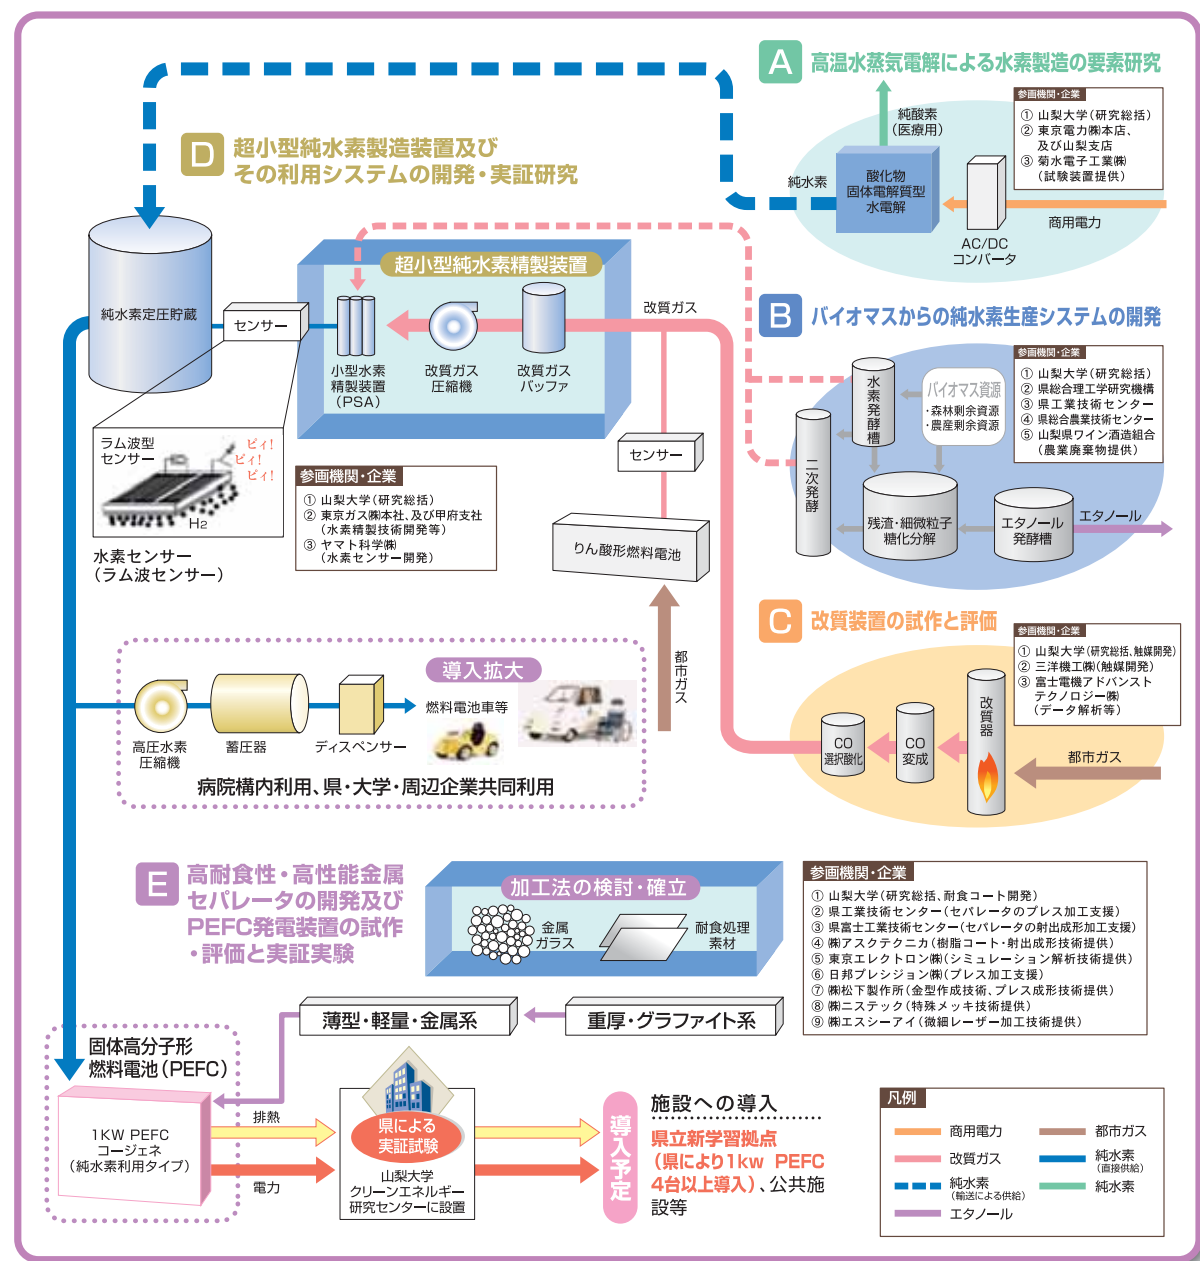 A 高温水蒸気電解による水素製造の要素研究
参画機関・企業
① 山梨大学（研究総括）
② 東京電力㈱本店、
及び山梨支店
③ 菊水電子工業㈱
（試験装置提供）
純酸素
（医療用）
純水素
酸化物
固体電解質型
水電解
商用電力
AC/DC
コンバータ
D 超小型純水素製造装置及び
その利用システムの開発・実証研究
純水素定圧貯蔵
センサー
超小型純水素精製装置
小型水素
精製装置
（PSA）
改質ガス
圧縮機
改質ガス
バッファ
改質ガス
センサー
ラム波型
センサー
ピィ!
ピィ!
ピィ!
H2
水素センサー
（ラム波センサー）
参画機関・企業
① 山梨大学（研究総括）
② 東京ガス㈱本社、及び甲府支社
（水素精製技術開発等）
③ ヤマト科学㈱
（水素センサー開発）
りん酸形燃料電池
都市ガス
B バイオマスからの純水素生産システムの開発
参画機関・企業
① 山梨大学（研究総括）
② 県総合理工学研究機構
③ 県工業技術センター
④ 県総合農業技術センター
⑤ 山梨県ワイン酒造組合
（農業廃棄物提供）
水素発酵槽
バイオマス資源
・森林剰余資源
・農産剰余資源
二次発酵
残渣・細微粒子
糖化分解
エタノール
発酵槽
エタノール
C 改質装置の試作と評価
参画機関・企業
① 山梨大学（研究総括、触媒開発）
② 三洋機工㈱（触媒開発）
③ 富士電機アドバンスト
テクノロジー㈱
（データ解析等）
改質器
CO
変成
CO
選択酸化
都市ガス
導入拡大
高圧水素
圧縮機
蓄圧器
ディスペンサー
燃料電池車等
病院構内利用、県・大学・周辺企業共同利用
E 高耐食性・高性能金属
セパレータの開発及び
PEFC発電装置の試作
・評価と実証実験
加工法の検討・確立
金属
ガラス
耐食処理
素材
参画機関・企業
① 山梨大学（研究総括、耐食コート開発）
② 県工業技術センター（セパレータのプレス加工支援）
③ 県富士工業技術センター（セパレータの射出成形加工支援）
④ ㈱アスクテクニカ（樹脂コート・射出成形技術提供）
⑤ 東京エレクトロン㈱（シミュレーション解析技術提供）
⑥ 日邦プレシジョン㈱（プレス加工支援）
⑦ ㈱松下製作所（金型作成技術、プレス成形技術提供）
⑧ ㈱ニステック（特殊メッキ技術提供）
⑨ ㈱エスシーアイ（微細レーザー加工技術提供）
薄型・軽量・金属系
重厚・グラファイト系
固体高分子形
燃料電池（PEFC）
1KW PEFC
コージェネ
（純水素利用タイプ）
排熱
電力
県による
実証試験
山梨大学
クリーンエネルギー
研究センターに設置
導入予定
施設への導入
県立新学習拠点
（県により1kw PEFC
4台以上導入）、公共施
設等
凡例
商用電力
都市ガス
改質ガス
純水素
（直接供給）
純水素
（輸送による供給）
純水素
エタノール